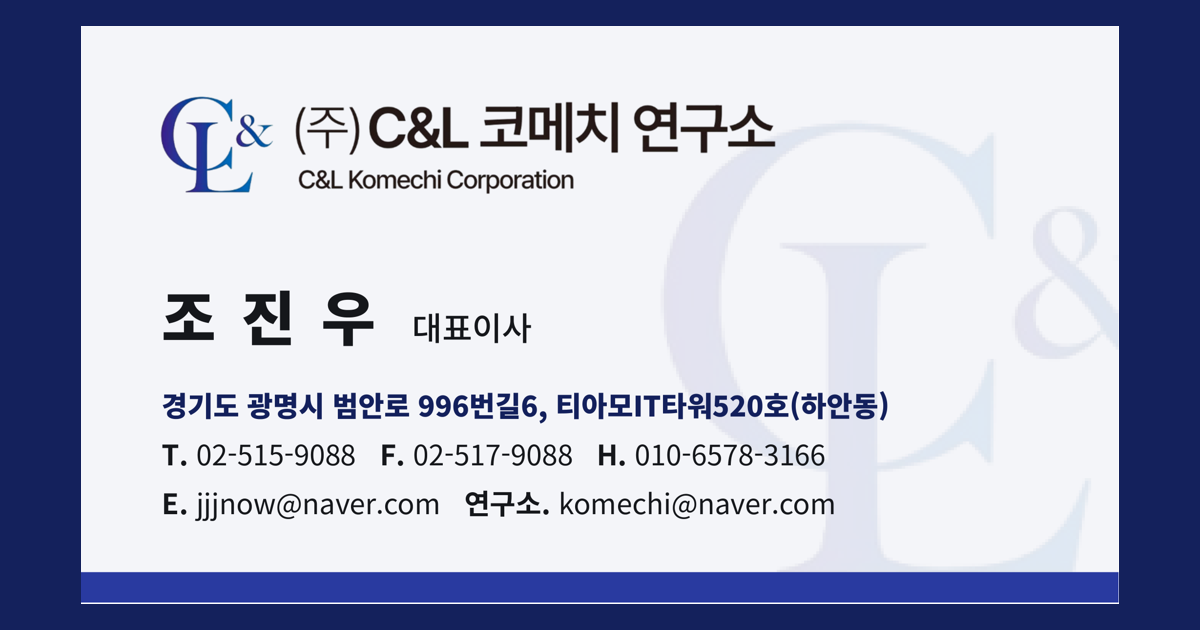 CL& (주) C&L 코메치 연구소
C&L Komechi Corporation
조 진 우 대표이사
경기도 광명시 범안로 996번길6, 티아모IT타워520호(하안동)
T. 02-515-9088 F. 02-517-9088 H. 010-6578-3166
E. jjjnow@naver.com 연구소. komechi@naver.com
CL&